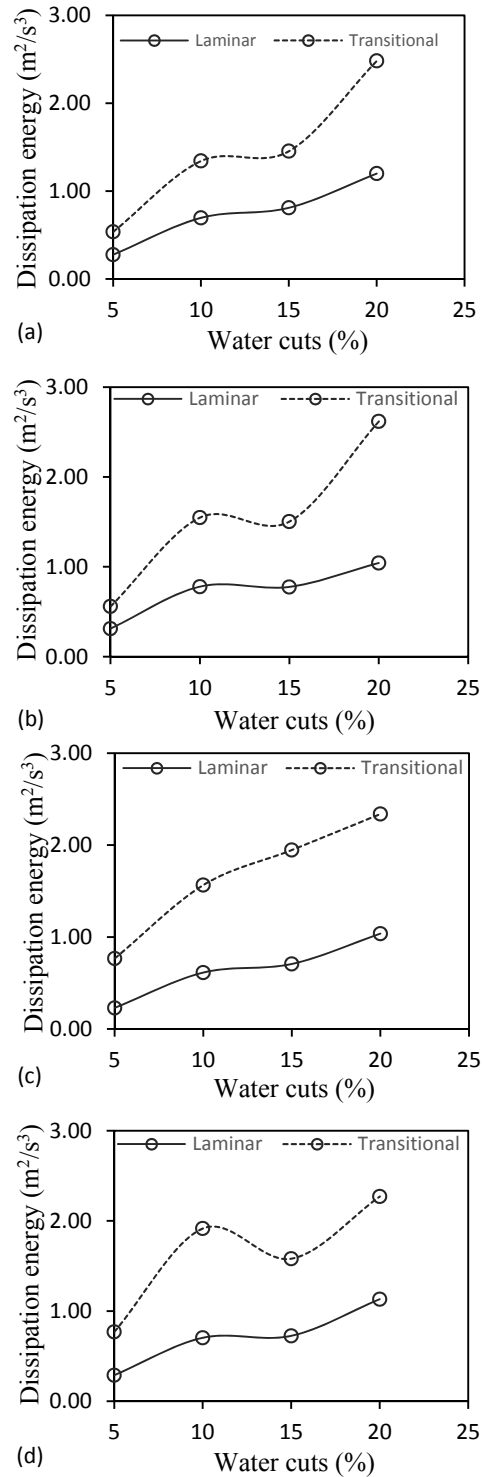 3.00
Laminar Transitional
2.00
1.00
0.00
Dissipation energy (m²/s³)
5 10 15 20 25
Water cuts (%)
(a)
3.00
Laminar Transitional
2.00
1.00
0.00
Dissipation energy (m²/s³)
5 10 15 20 25
Water cuts (%)
(b)
3.00
Laminar Transitional
2.00
1.00
0.00
Dissipation energy (m²/s³)
5 10 15 20 25
Water cuts (%)
(c)
3.00
Laminar Transitional
2.00
1.00
0.00
Dissipation energy (m²/s³)
5 10 15 20 25
Water cuts (%)
(d)